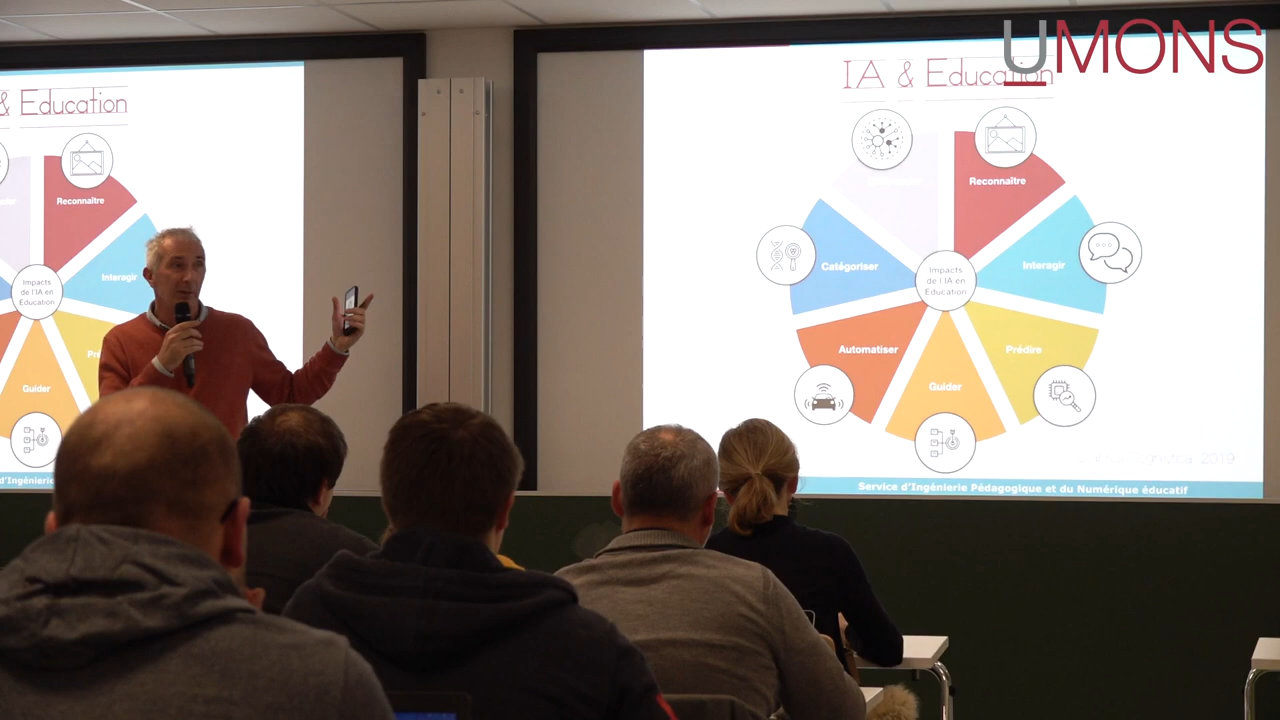 UMONS
& Education
Reconnaître
Interagir
Guider
Impacts
de l'IA en
Education
d'Ingénierie
IA & Education
Reconnaître
Interagir
Catégoriser
Impacts
de l'IA en
Education
Automatiser
Prédire
Guider
2019
Service d'Ingénierie Pédagogique et du Numérique éducatif